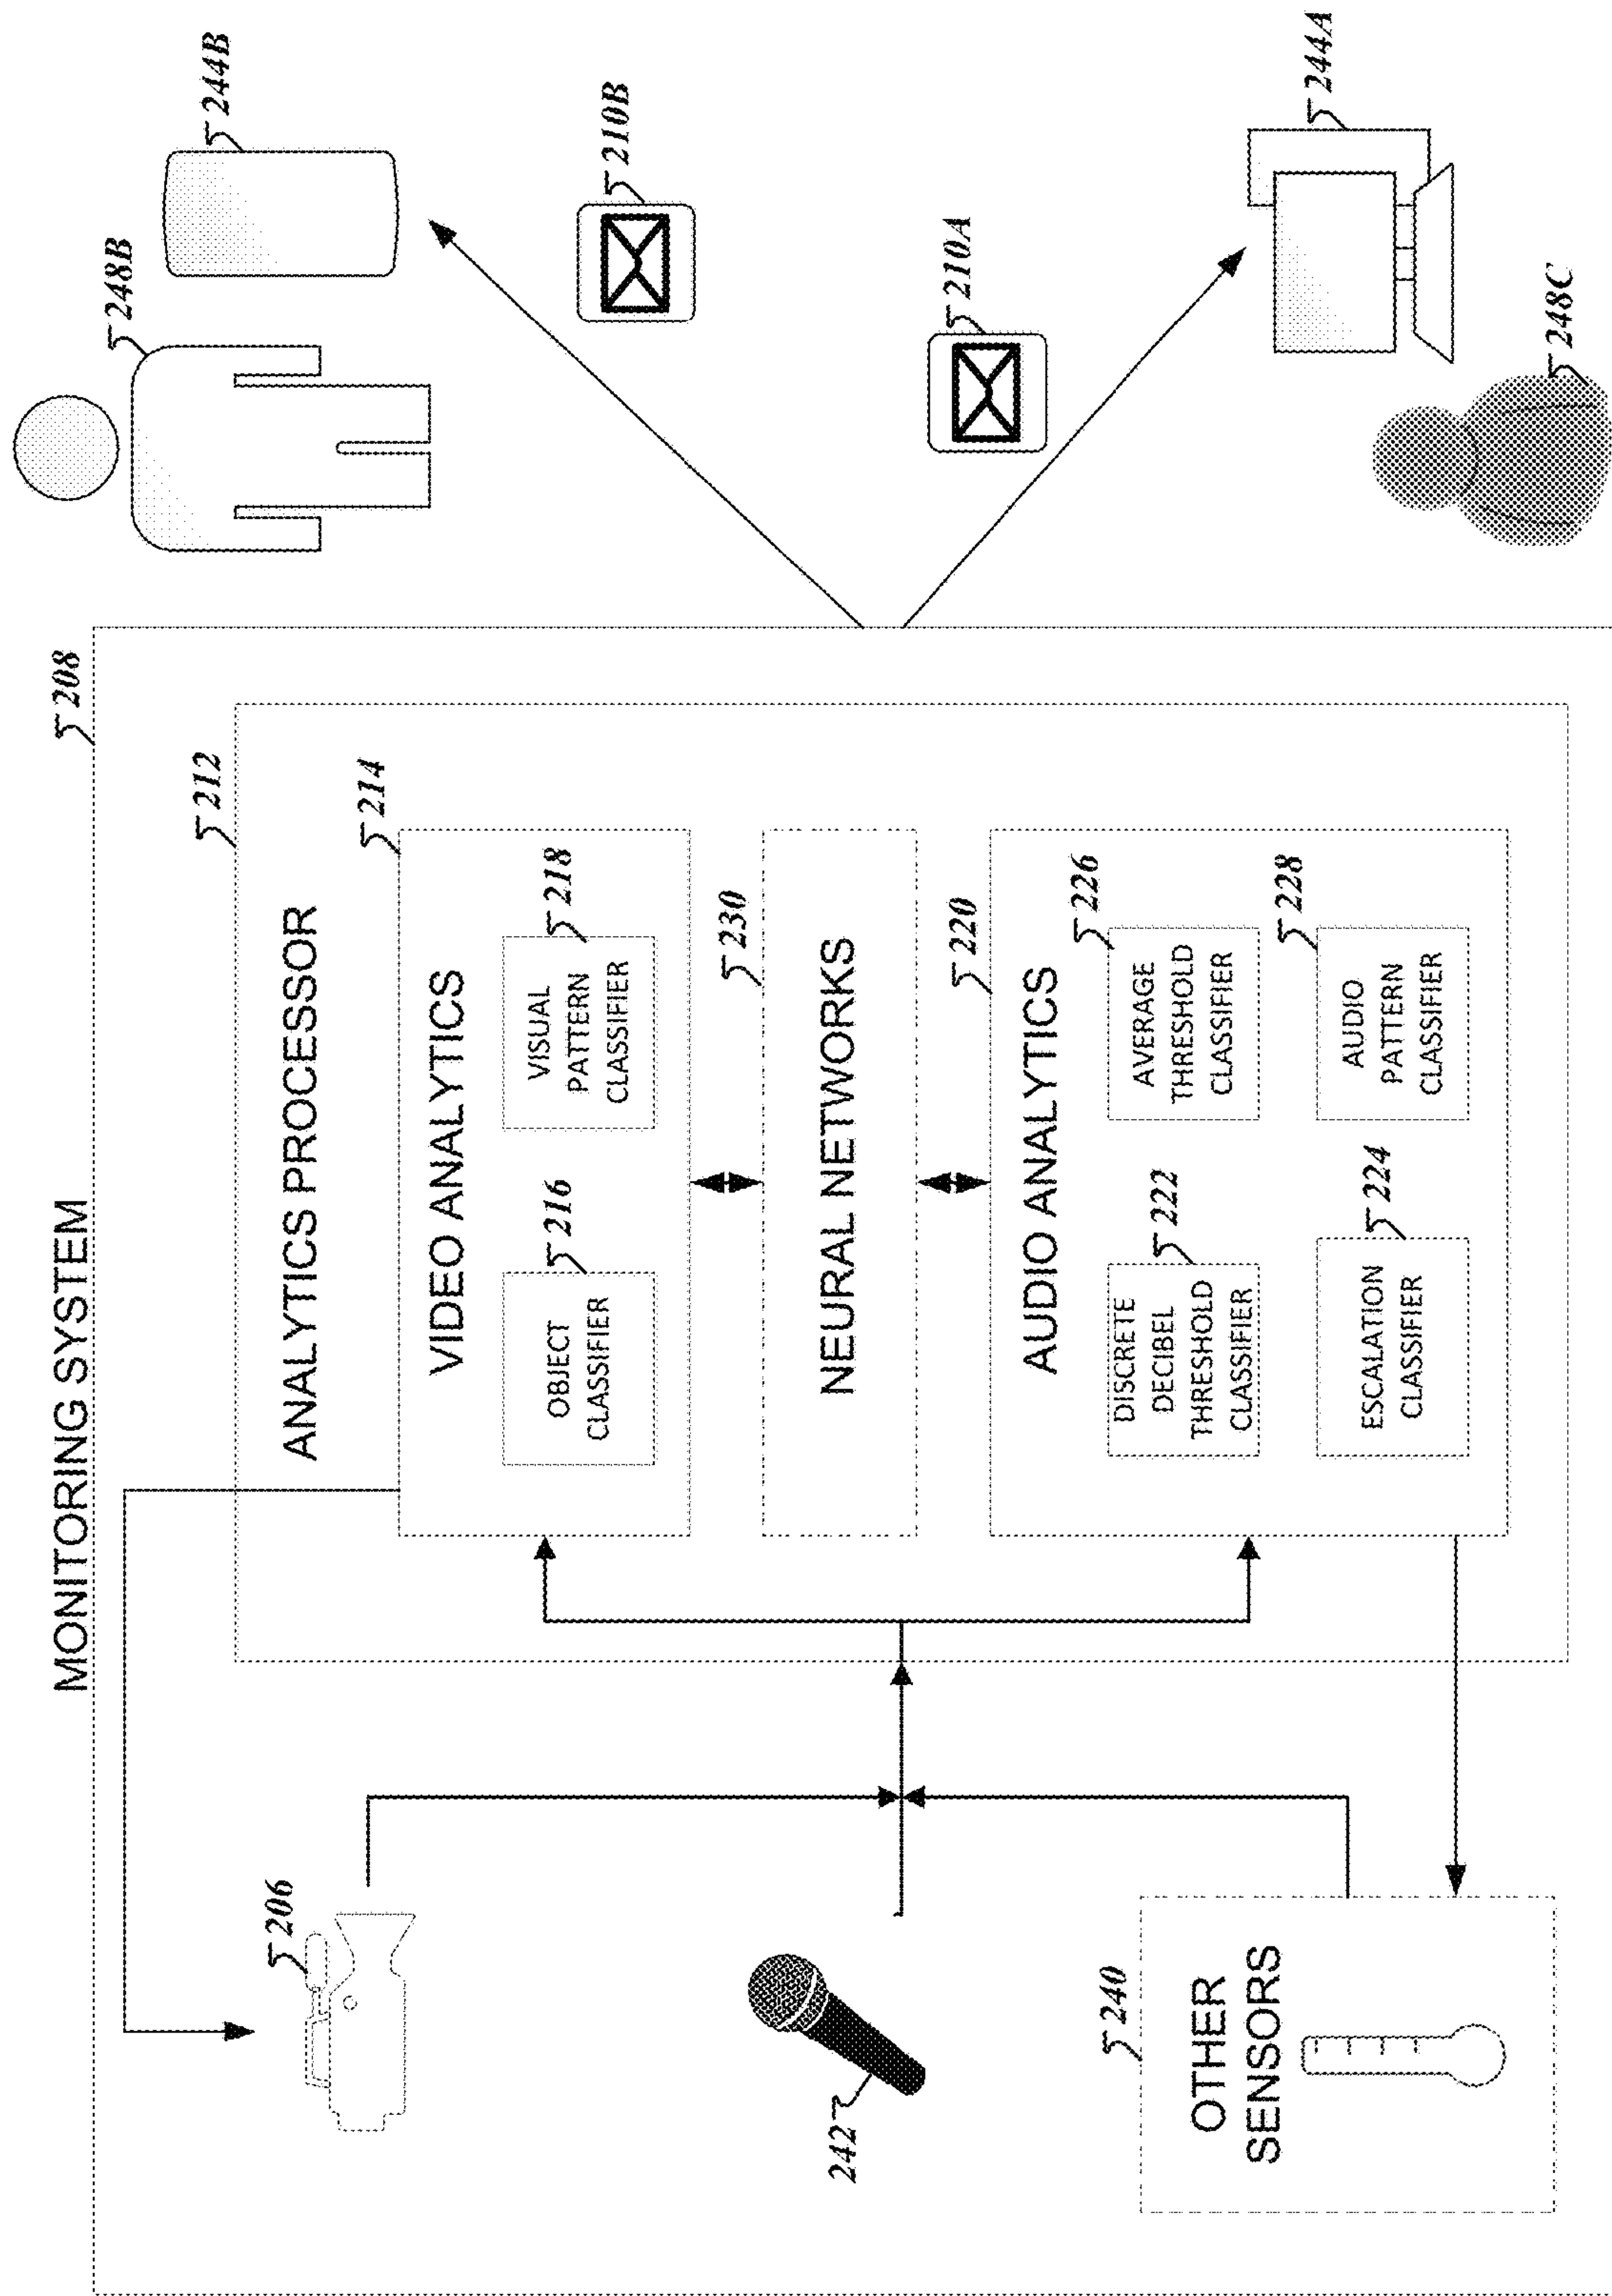 MONITORING SYSTEM
208
206
242
240
OTHER
SENSORS
212
ANALYTICS PROCESSOR
214
VIDEO ANALYTICS
216
OBJECT
CLASSIFIER
218
VISUAL
PATTERN
CLASSIFIER
230
NEURAL NETWORKS
220
AUDIO ANALYTICS
222
DISCRETE
DECIBEL
THRESHOLD
CLASSIFIER
226
AVERAGE
THRESHOLD
CLASSIFIER
224
ESCALATION
CLASSIFIER
228
AUDIO
PATTERN
CLASSIFIER
248B
244B
210B
210A
244A
248C